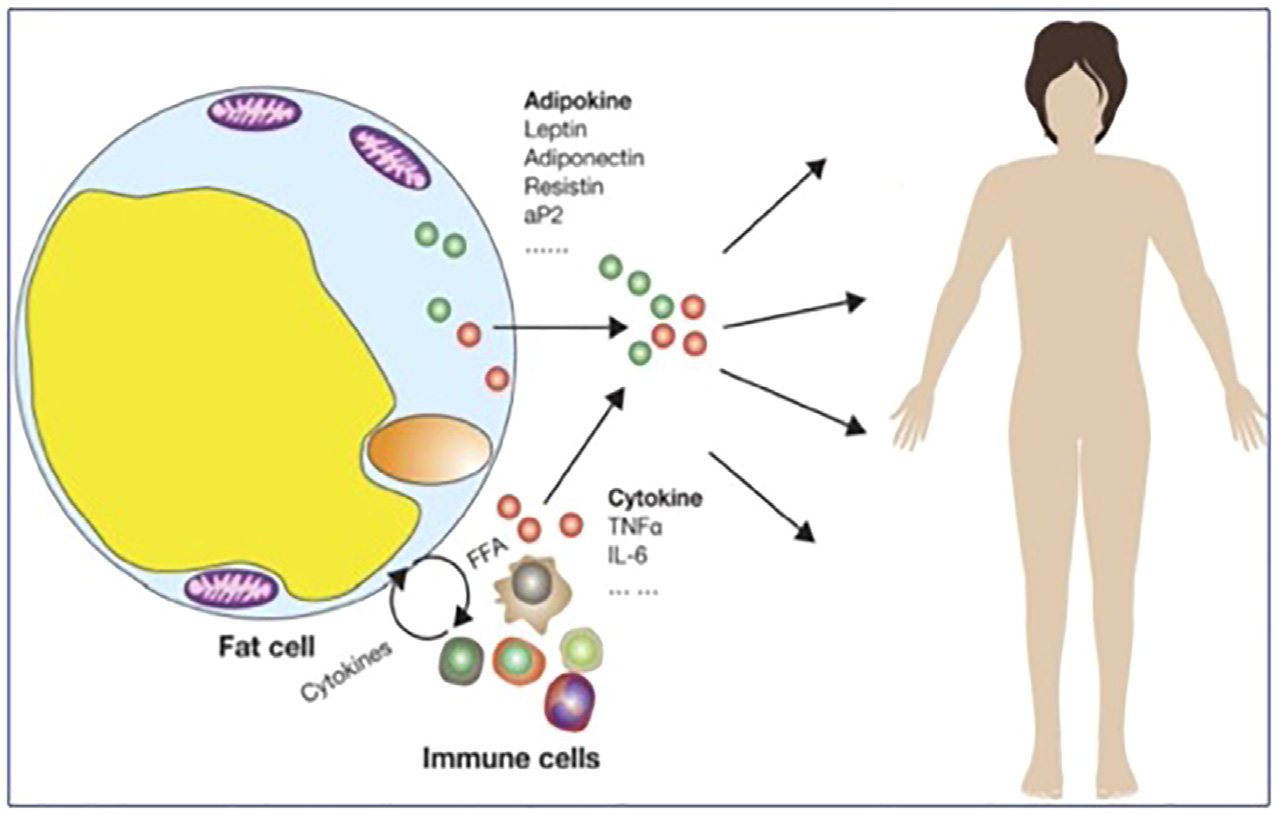 Adipokine
Leptin
Adiponectin
Resistin
aP2
......
Cytokine
TNFα
IL-6
... ...
FFA
Cytokines
Fat cell
Immune cells